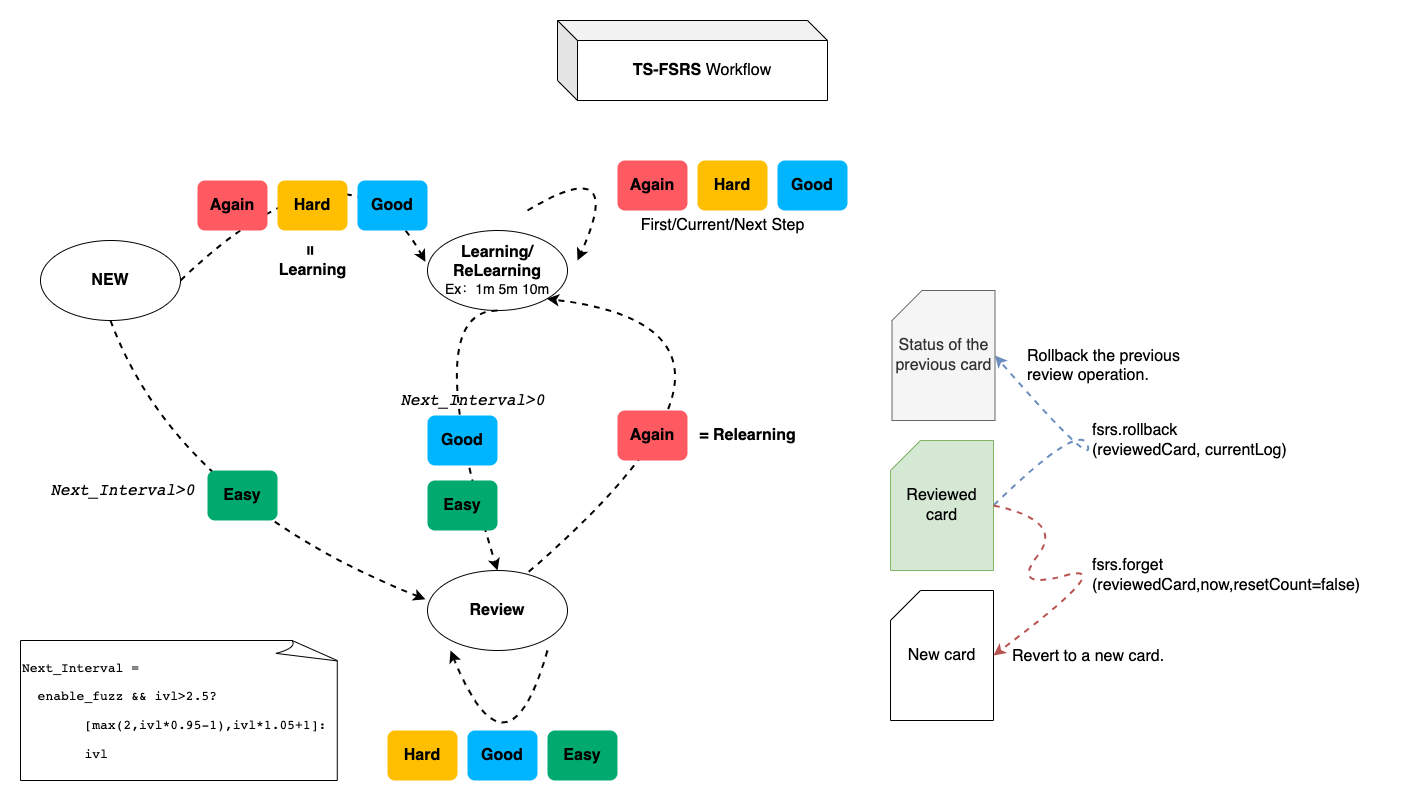 TS-FSRS Workflow
Again Hard Good
First/Current/Next Step
Again Hard Good
=
Learning
NEW
Learning/
ReLearning
Ex: 1m 5m 10m
Next_Interval>0
Good
Easy
Again
= Relearning
Next_Interval>0
Easy
Review
Hard Good Easy
Next_Interval =
enable_fuzz && ivl>2.5?
[max(2,ivl*0.95-1),ivl*1.05+1]:
ivl
Status of the
previous card
Rollback the previous
review operation.
fsrs.rollback
(reviewedCard, currentLog)
Reviewed
card
fsrs.forget
(reviewedCard,now,resetCount=false)
New card
Revert to a new card.